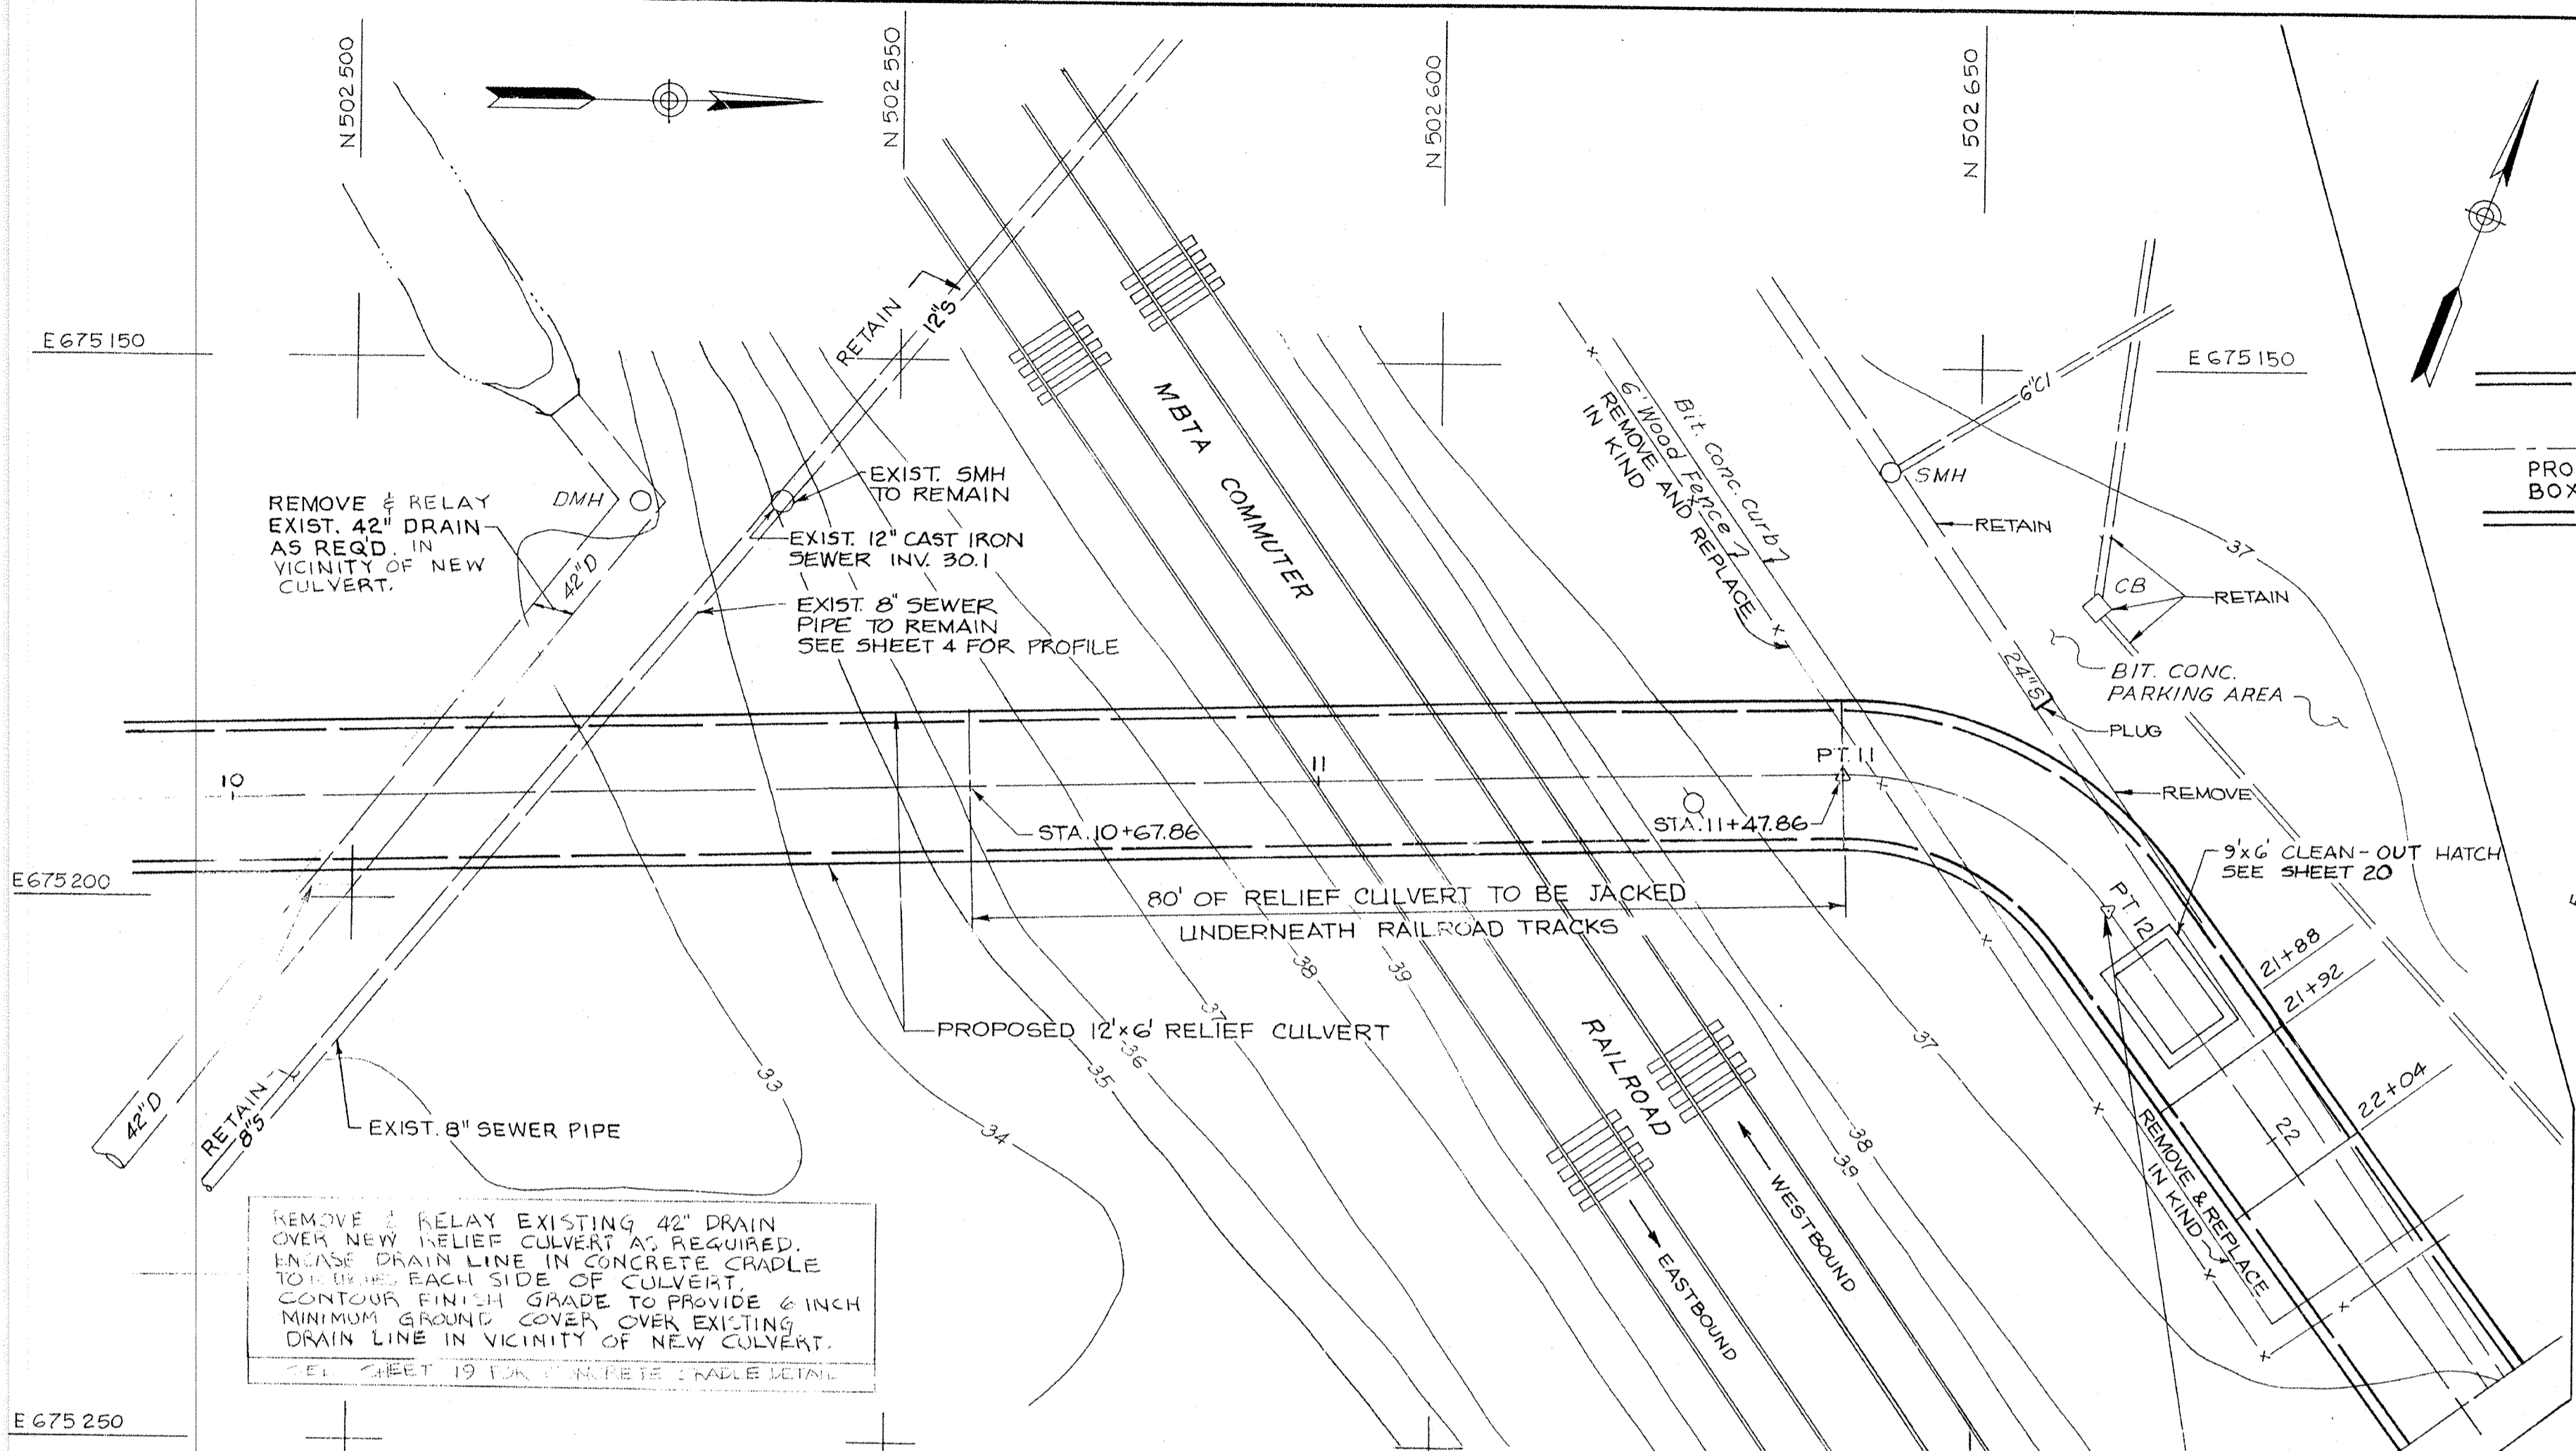 N 502 500
N 502 550
N 502 600
N 502 650
E 675 150
E 675 150
RETAIN
12"S
MBTA COMMUTER
Bit. Conc. Curb
6' Wood Fence
REMOVE AND REPLACE
IN KIND
6"CI
SMH
RETAIN
37
PRO
BOX
REMOVE & RELAY
EXIST. 42" DRAIN
AS REQ'D. IN
VICINITY OF NEW
CULVERT.
DMH
42"D
EXIST. SMH
TO REMAIN
EXIST. 12" CAST IRON
SEWER INV. 30.1
EXIST. 8" SEWER
PIPE TO REMAIN
SEE SHEET 4 FOR PROFILE
CB
RETAIN
24"S
BIT. CONC.
PARKING AREA
PLUG
REMOVE
10
11
PT. 11
STA. 10+67.86
STA. 11+47.86
9'x6' CLEAN-OUT HATCH
SEE SHEET 20
E 675 200
80' OF RELIEF CULVERT TO BE JACKED
UNDERNEATH RAILROAD TRACKS
PT. 12
21+88
21+92
22+04
22
38
39
37
36
35
PROPOSED 12'x6' RELIEF CULVERT
RAILROAD
37
33
34
38
39
42"D
RETAIN
8"S
EXIST. 8" SEWER PIPE
WESTBOUND
EASTBOUND
REMOVE & REPLACE
IN KIND
REMOVE & RELAY EXISTING 42" DRAIN
OVER NEW RELIEF CULVERT AS REQUIRED.
ENCASE DRAIN LINE IN CONCRETE CRADLE
TO EACH SIDE OF CULVERT,
CONTOUR FINISH GRADE TO PROVIDE 6 INCH
MINIMUM GROUND COVER OVER EXISTING
DRAIN LINE IN VICINITY OF NEW CULVERT.
SEE SHEET 19 FOR CONCRETE CRADLE DETAIL
E 675 250